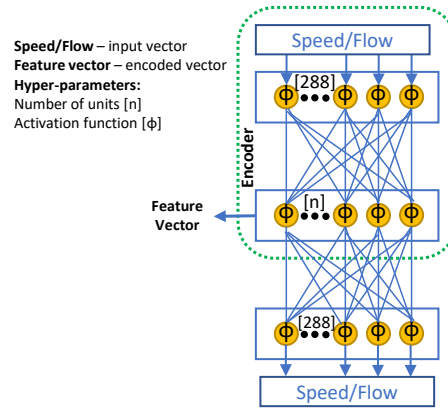 Speed/Flow – input vector
Feature vector – encoded vector
Hyper-parameters:
Number of units [n]
Activation function [ϕ]
Speed/Flow
[288]
ϕ ϕ ϕ ϕ
Encoder
[n]
ϕ ϕ ϕ ϕ
Feature
Vector
[288]
ϕ ϕ ϕ ϕ
Speed/Flow